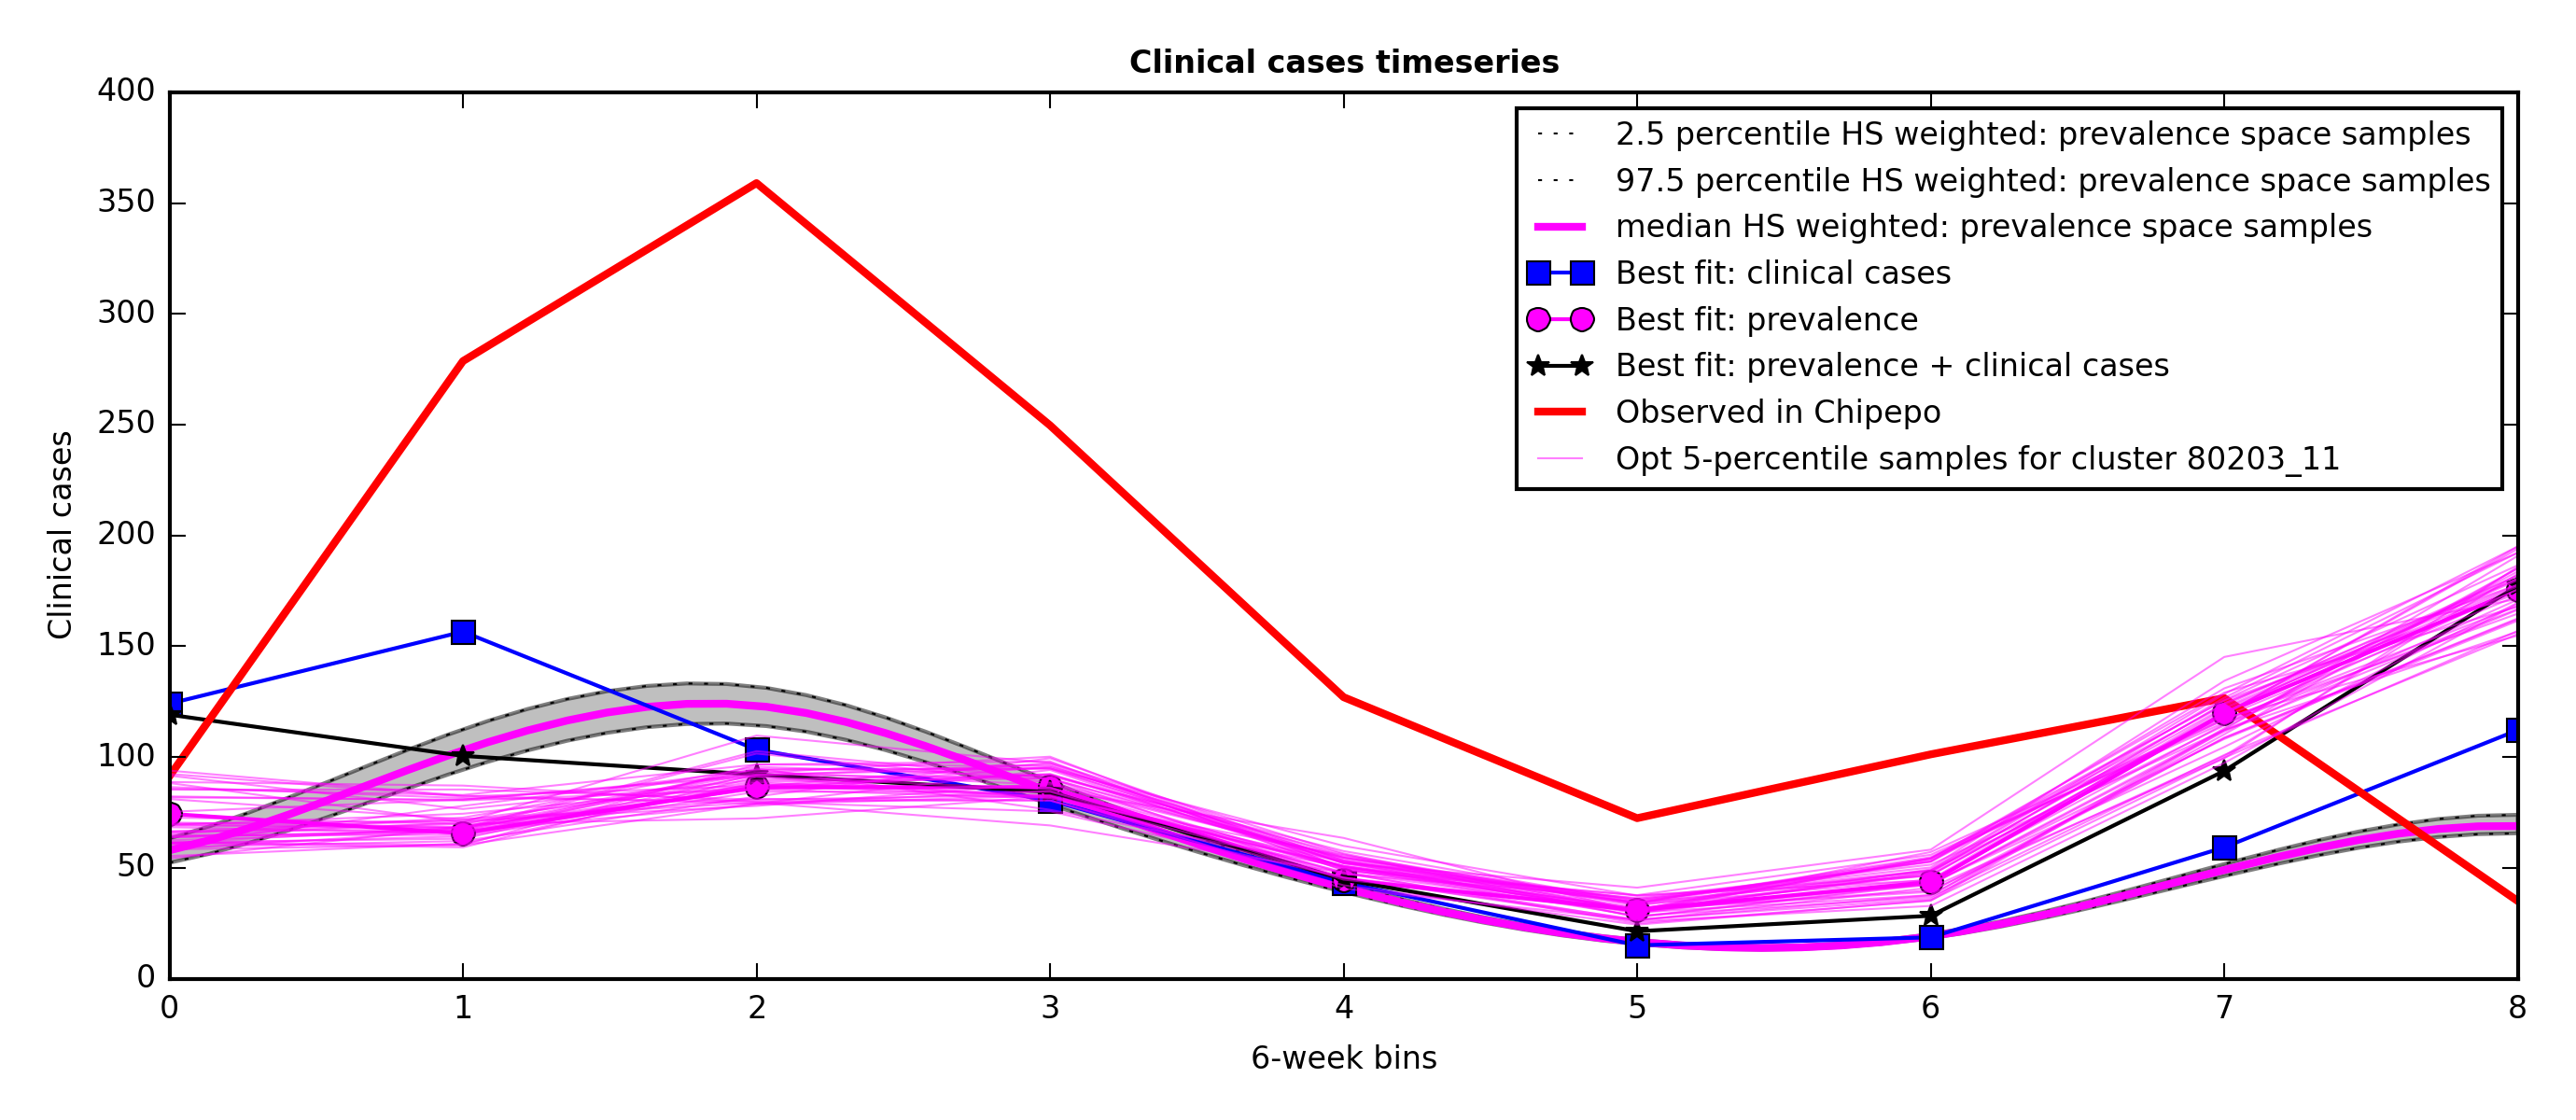 Clinical cases timeseries
400
350
300
250
200
150
100
50
0
Clinical cases
2.5 percentile HS weighted: prevalence space samples
97.5 percentile HS weighted: prevalence space samples
median HS weighted: prevalence space samples
Best fit: clinical cases
Best fit: prevalence
Best fit: prevalence + clinical cases
Observed in Chipepo
Opt 5-percentile samples for cluster 80203_11
0 1 2 3 4 5 6 7 8
6-week bins